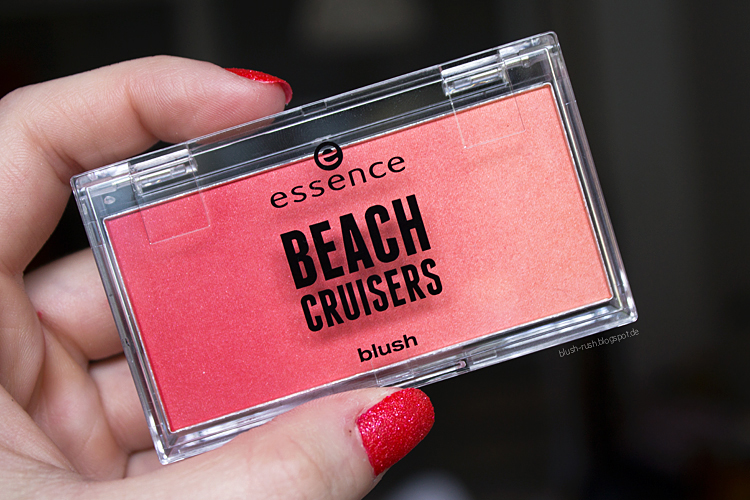 e
essence
BEACH
CRUISERS
blush
blush-rush.blogspot.de